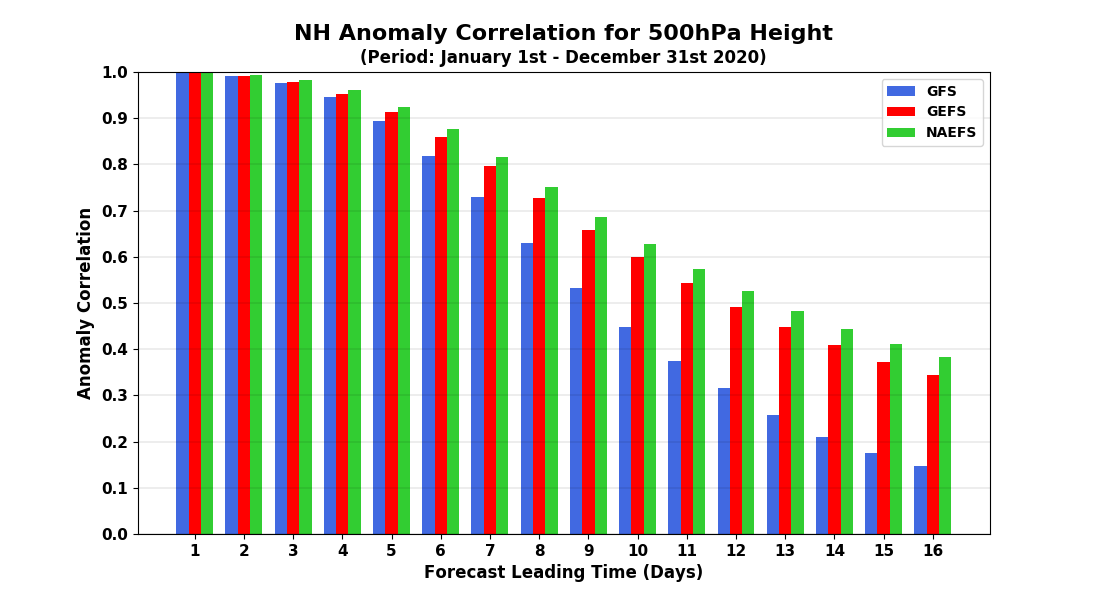 NH Anomaly Correlation for 500hPa Height
(Period: January 1st - December 31st 2020)
1.0
0.9
0.8
0.7
0.6
0.5
0.4
0.3
0.2
0.1
0.0
Anomaly Correlation
GFS
GEFS
NAEFS
1 2 3 4 5 6 7 8 9 10 11 12 13 14 15 16
Forecast Leading Time (Days)